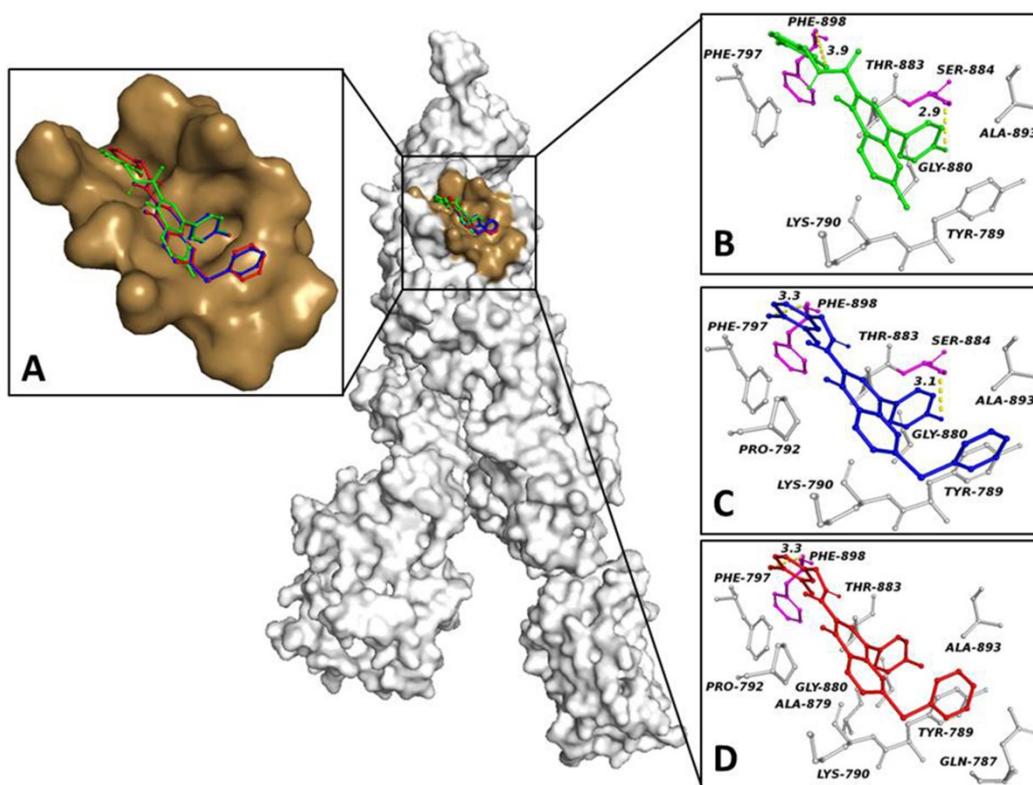 A
PHE-898
PHE-797
3.9
THR-883
SER-884
2.9
ALA-893
GLY-880
LYS-790
TYR-789
B
3.3
PHE-898
PHE-797
THR-883
SER-884
3.1
ALA-893
GLY-880
PRO-792
LYS-790
TYR-789
C
3.3
PHE-898
PHE-797
THR-883
ALA-893
PRO-792
GLY-880
ALA-879
TYR-789
LYS-790
GLN-787
D